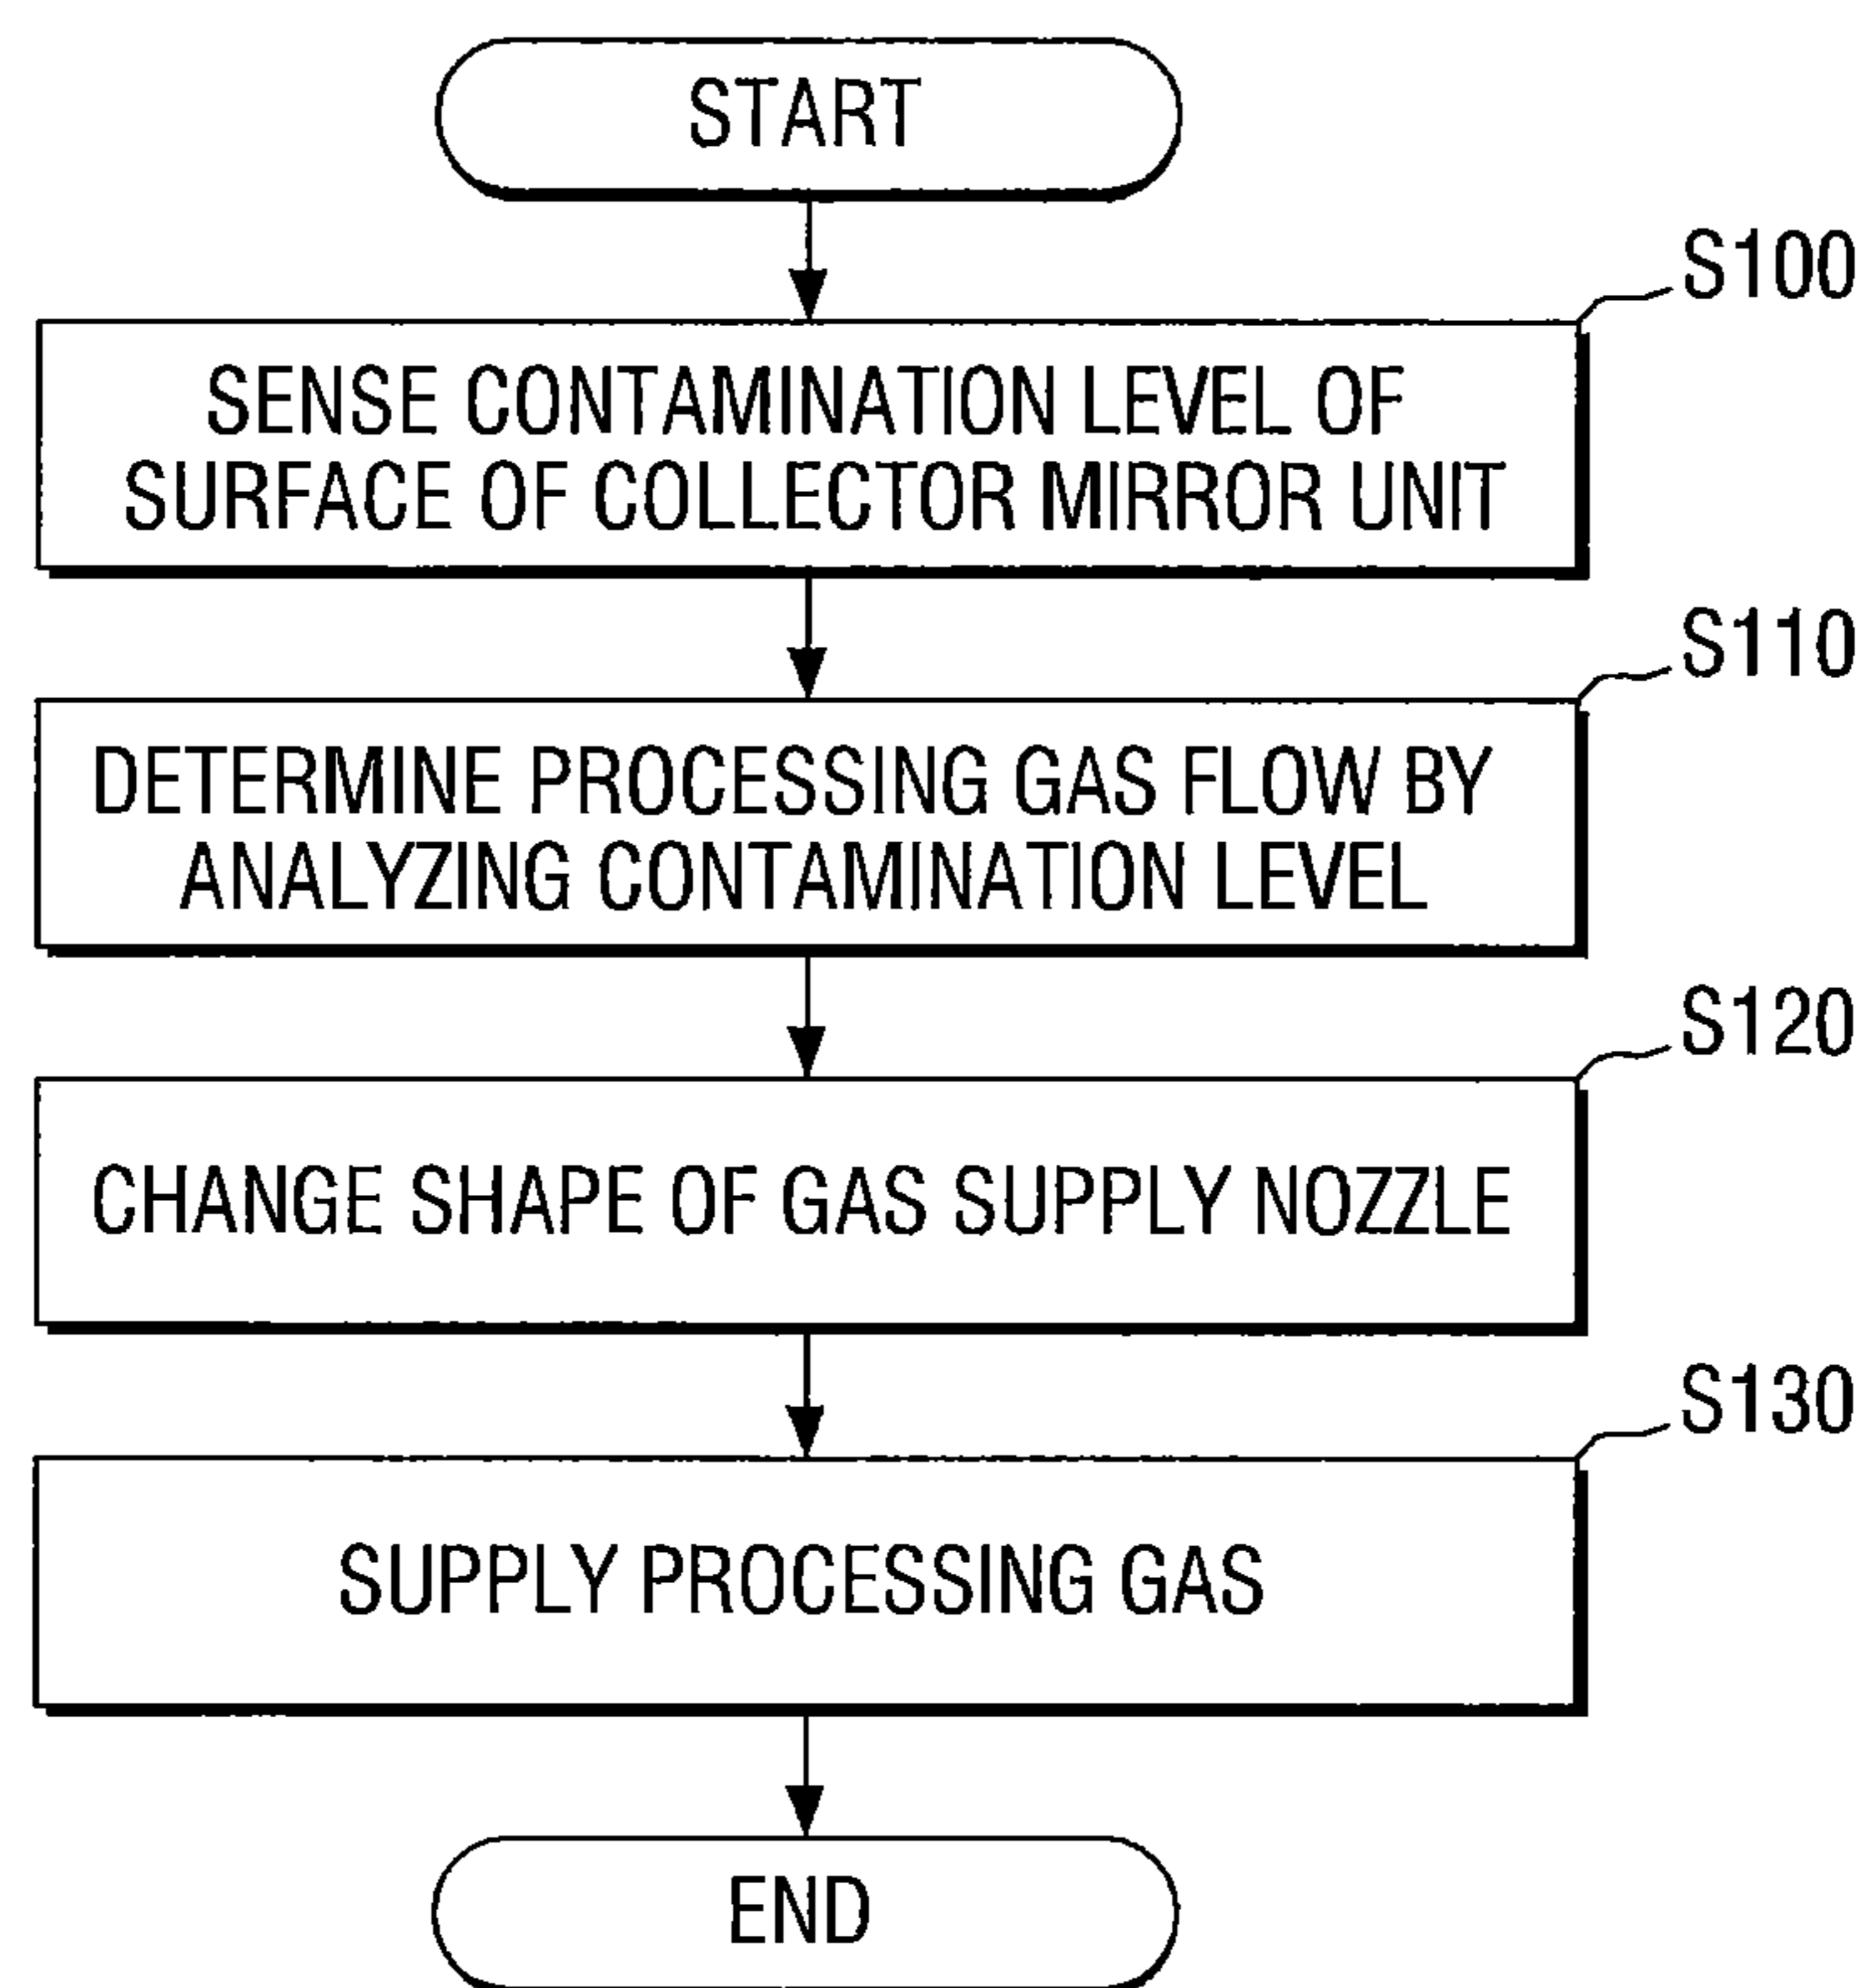 START
S100
SENSE CONTAMINATION LEVEL OF
SURFACE OF COLLECTOR MIRROR UNIT
S110
DETERMINE PROCESSING GAS FLOW BY
ANALYZING CONTAMINATION LEVEL
S120
CHANGE SHAPE OF GAS SUPPLY NOZZLE
S130
SUPPLY PROCESSING GAS
END